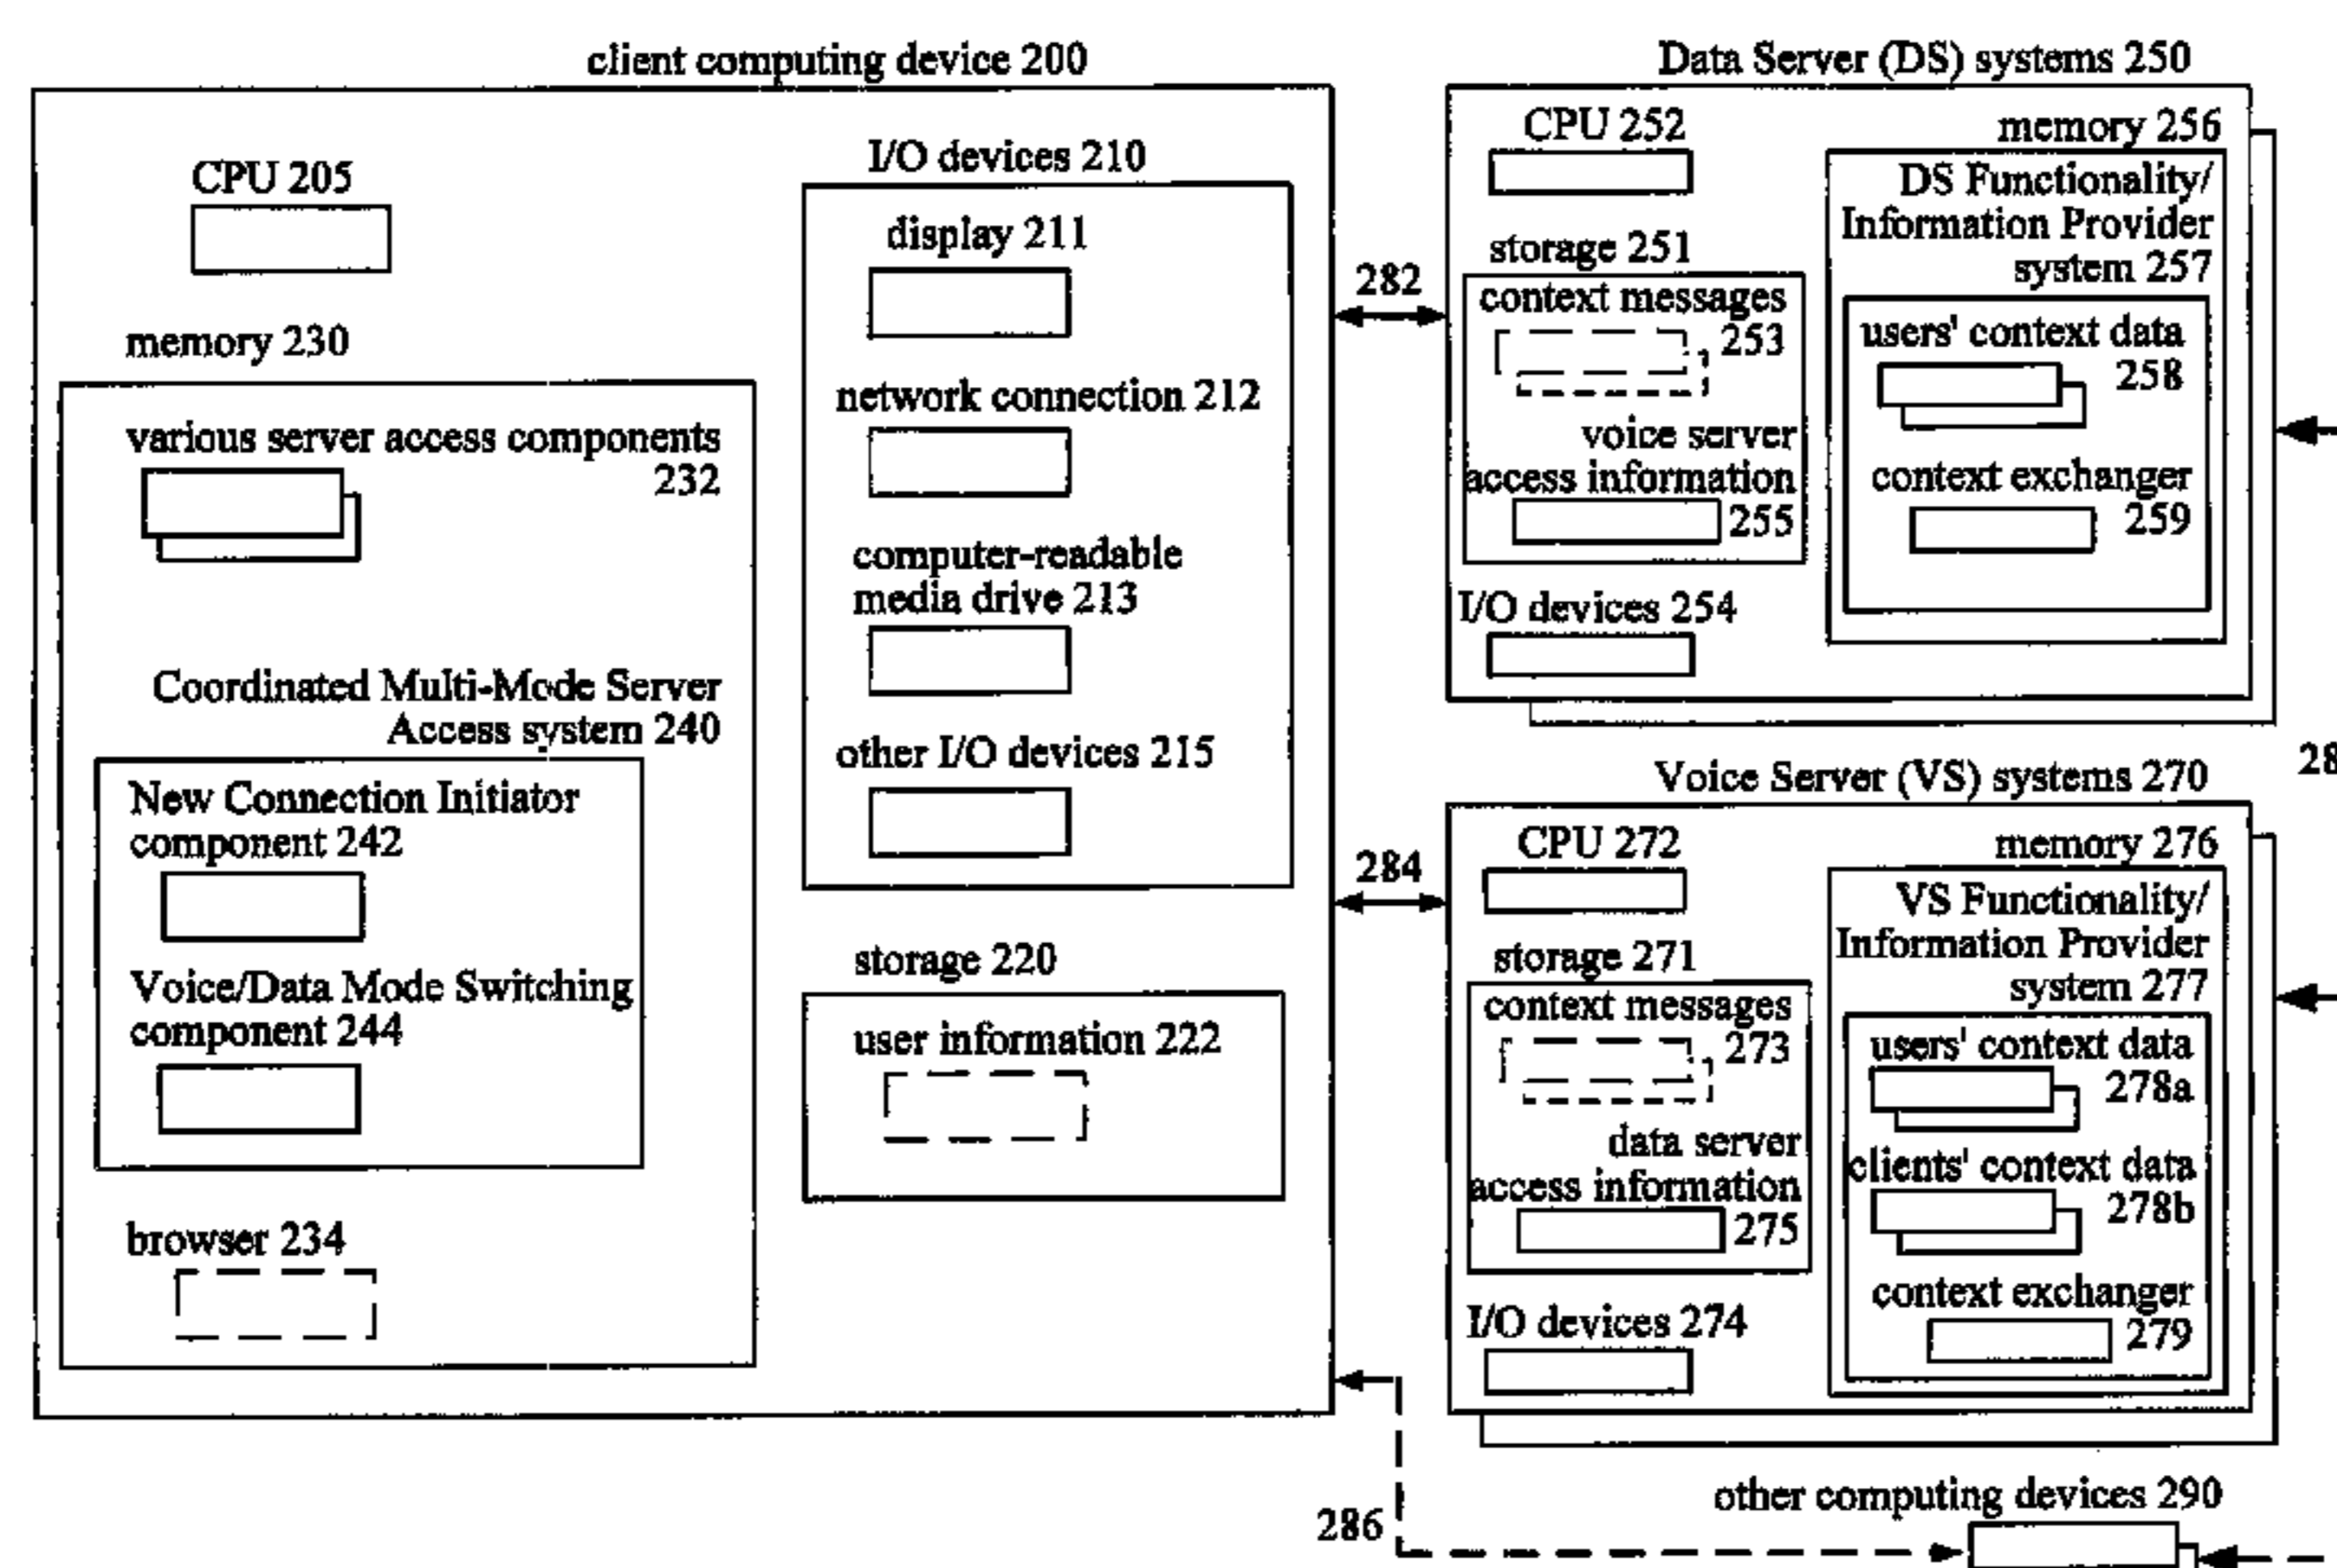 client computing device 200
CPU 205
memory 230
various server access components
232
Coordinated Multi-Mode Server
Access system 240
New Connection Initiator
component 242
Voice/Data Mode Switching
component 244
browser 234
I/O devices 210
display 211
network connection 212
computer-readable
media drive 213
other I/O devices 215
storage 220
user information 222
282
284
286
Data Server (DS) systems 250
CPU 252
storage 251
context messages
253
voice server
access information
255
I/O devices 254
memory 256
DS Functionality/
Information Provider
system 257
users' context data
258
context exchanger
259
Voice Server (VS) systems 270
CPU 272
storage 271
context messages
273
data server
access information
275
I/O devices 274
memory 276
VS Functionality/
Information Provider
system 277
users' context data
278a
clients' context data
278b
context exchanger
279
other computing devices 290